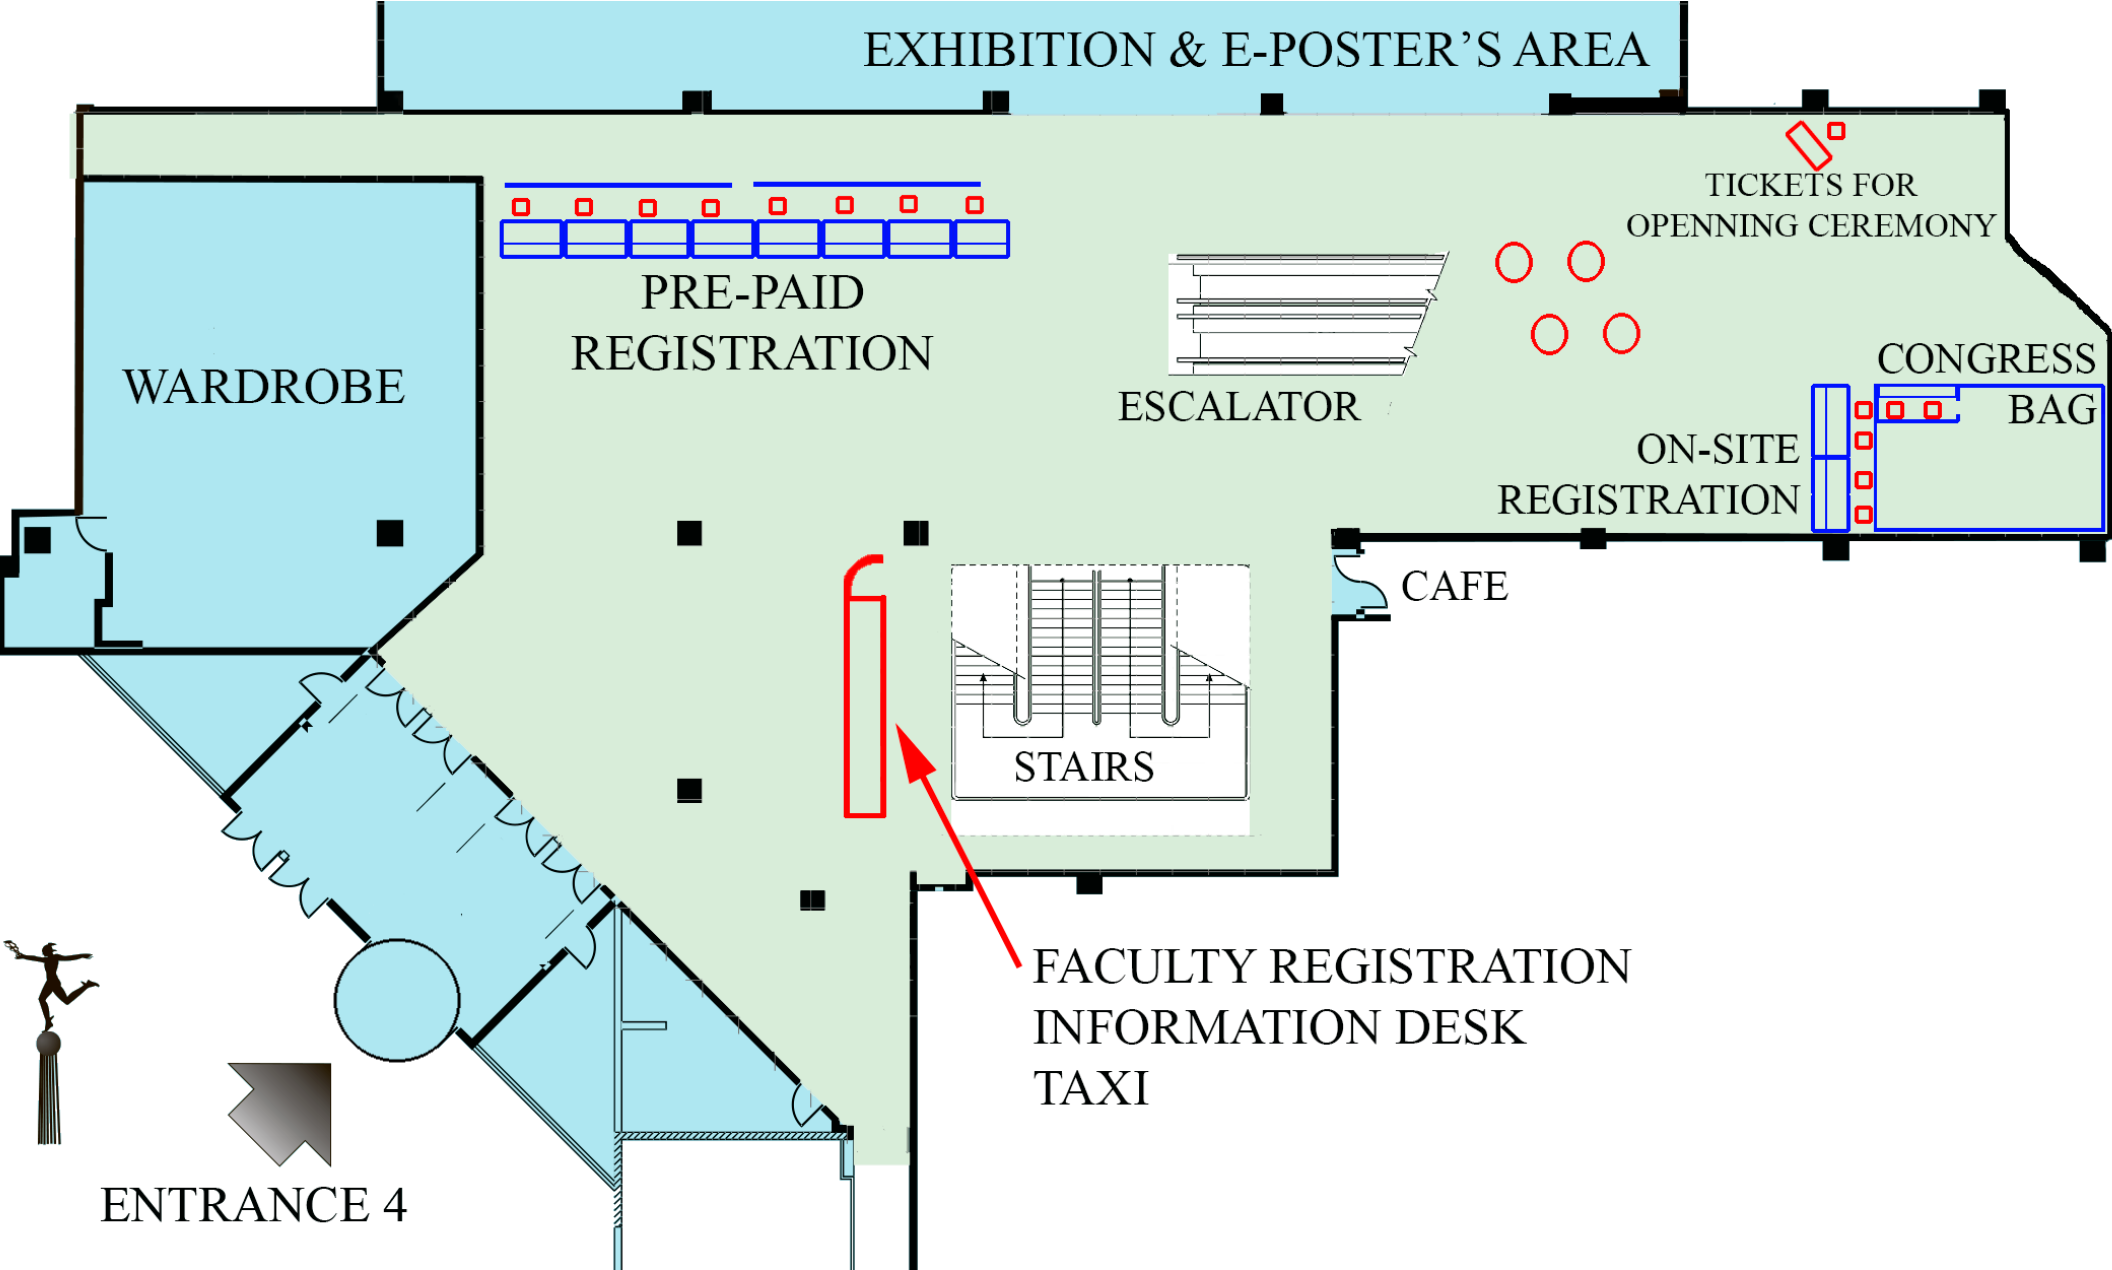 EXHIBITION & E-POSTER’S AREA
TICKETS FOR
OPENNING CEREMONY
PRE-PAID
REGISTRATION
WARDROBE
ESCALATOR
CONGRESS
BAG
ON-SITE
REGISTRATION
CAFE
STAIRS
FACULTY REGISTRATION
INFORMATION DESK
TAXI
ENTRANCE 4